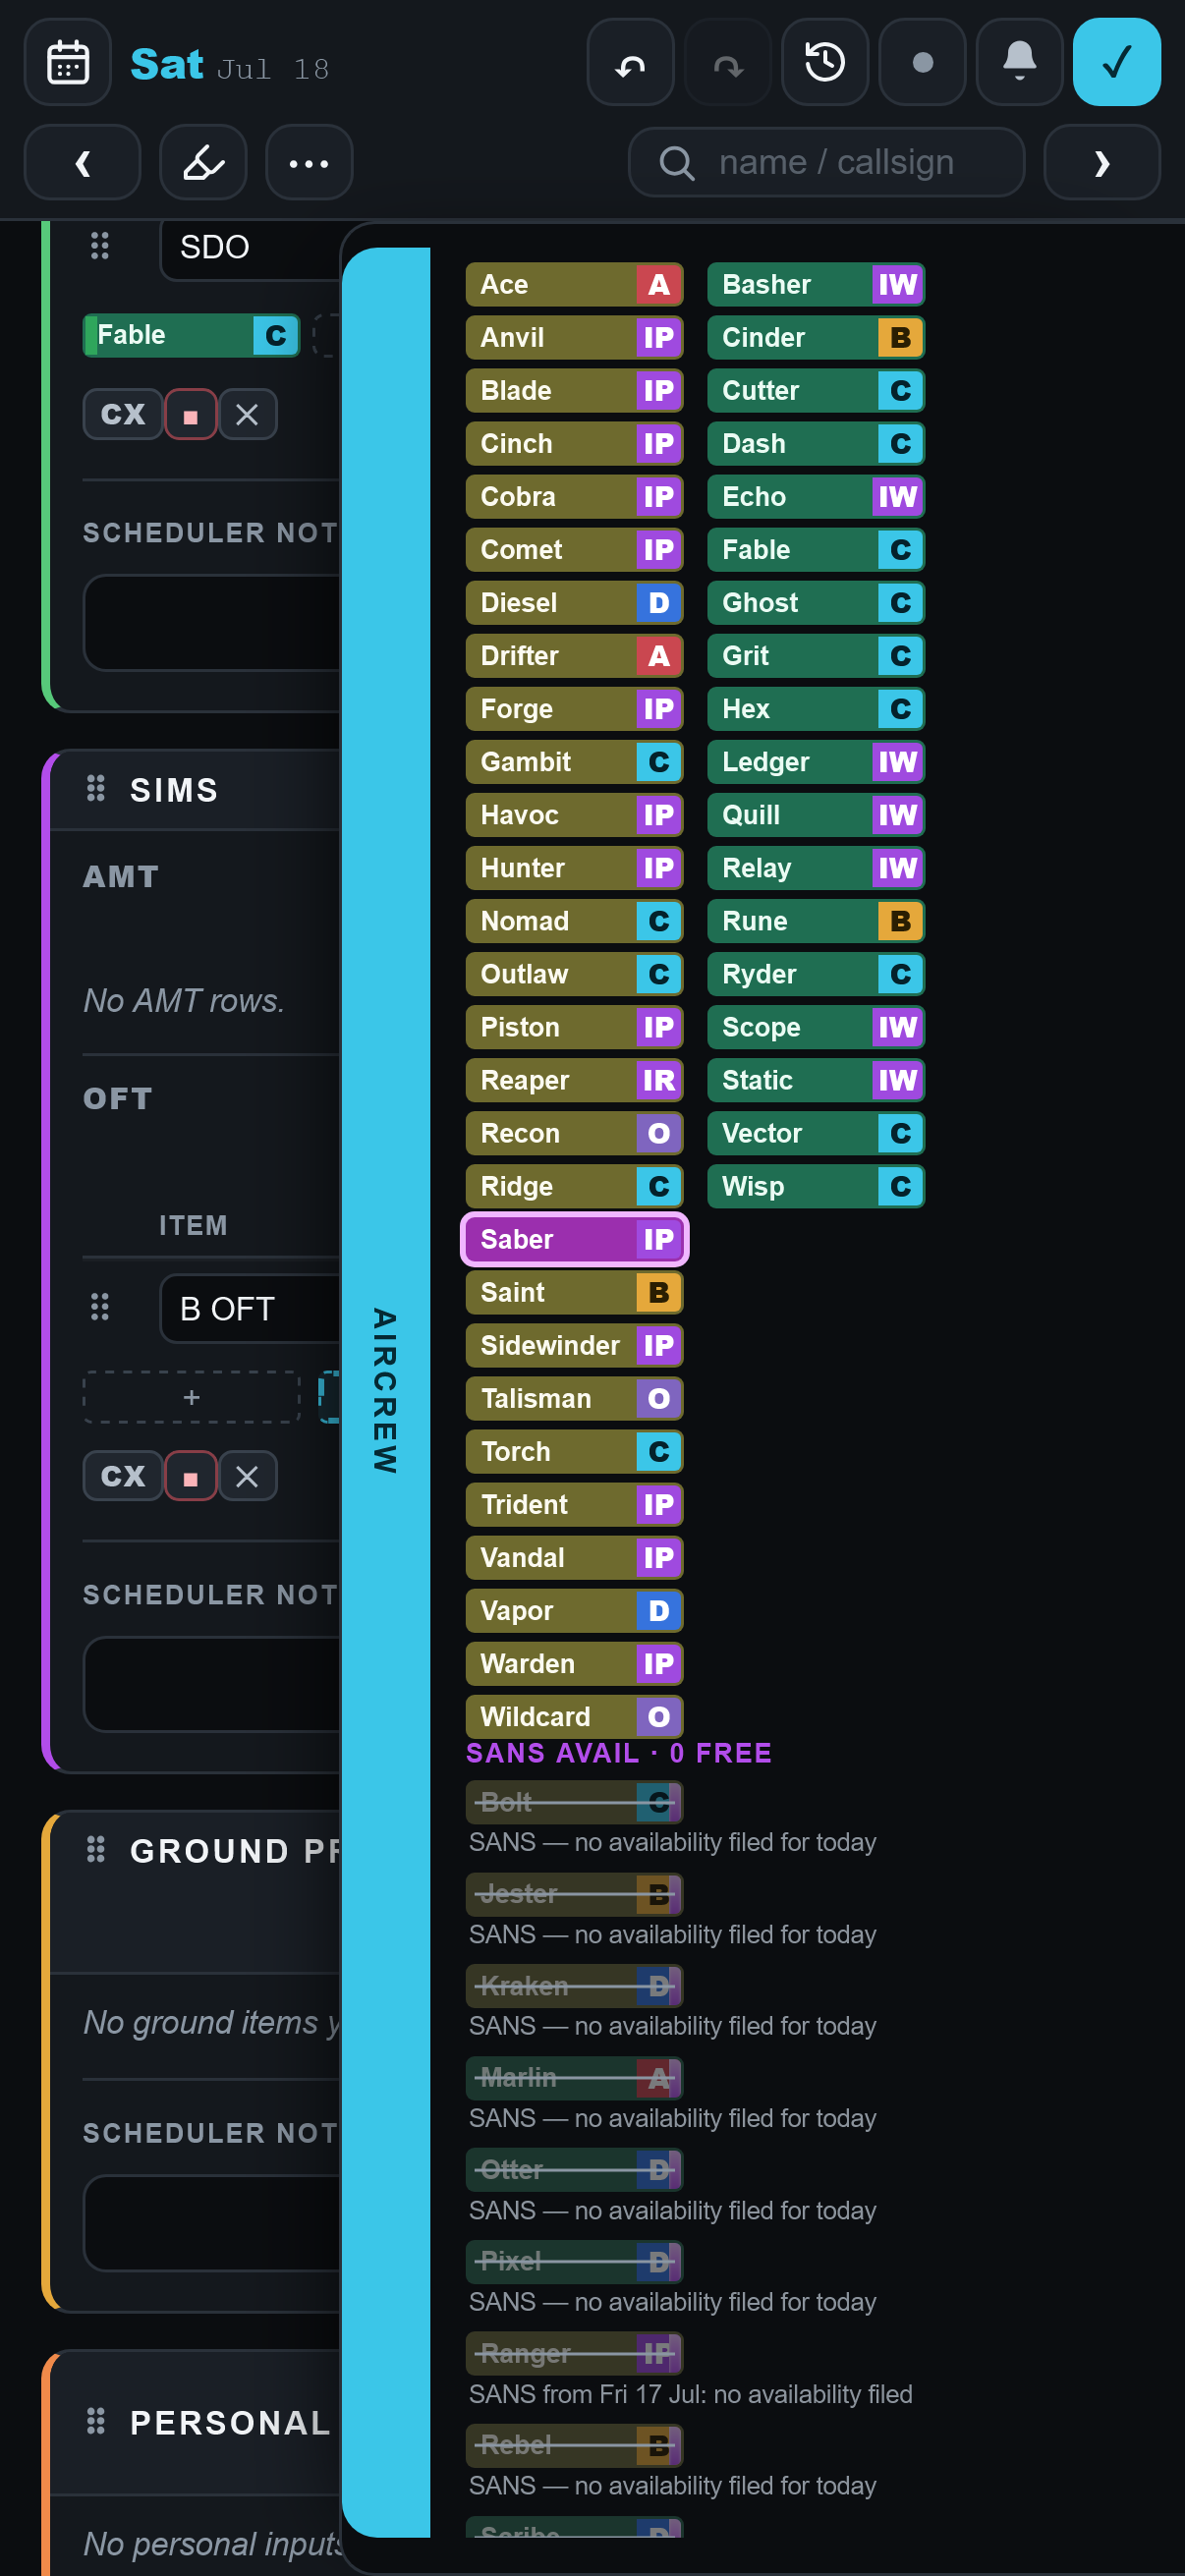 Sat Jul 18
name / callsign
SDO
Fable C
CX
SCHEDULER NOT
SIMS
AMT
No AMT rows.
OFT
ITEM
B OFT
+
CX
SCHEDULER NOT
GROUND PR
No ground items y
SCHEDULER NOT
PERSONAL
No personal inputs
AIRCREW
Ace A Basher IW
Anvil IP Cinder B
Blade IP Cutter C
Cinch IP Dash C
Cobra IP Echo IW
Comet IP Fable C
Diesel D Ghost C
Drifter A Grit C
Forge IP Hex C
Gambit C Ledger IW
Havoc IP Quill IW
Hunter IP Relay IW
Nomad C Rune B
Outlaw C Ryder C
Piston IP Scope IW
Reaper IR Static IW
Recon O Vector C
Ridge C Wisp C
Saber IP
Saint B
Sidewinder IP
Talisman O
Torch C
Trident IP
Vandal IP
Vapor D
Warden IP
Wildcard O
SANS AVAIL · 0 FREE
Bolt C
SANS — no availability filed for today
Jester B
SANS — no availability filed for today
Kraken D
SANS — no availability filed for today
Marlin A
SANS — no availability filed for today
Otter D
SANS — no availability filed for today
Pixel D
SANS — no availability filed for today
Ranger IP
SANS from Fri 17 Jul: no availability filed
Rebel B
SANS — no availability filed for today